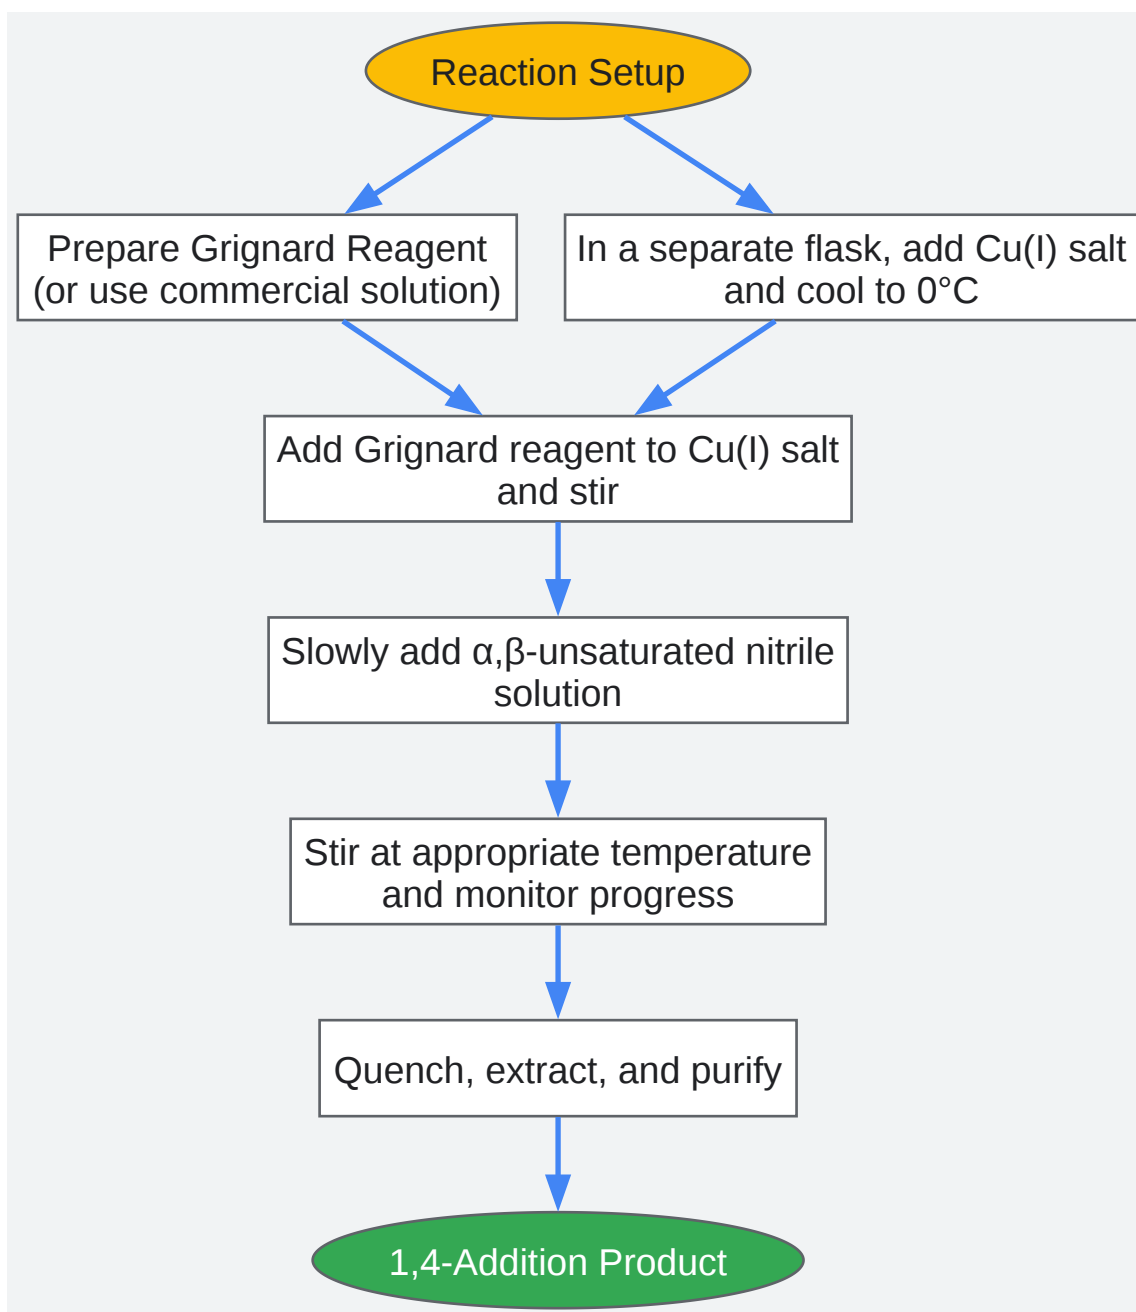 Reaction Setup
Prepare Grignard Reagent
(or use commercial solution)
In a separate flask, add Cu(I) salt
and cool to 0°C
Add Grignard reagent to Cu(I) salt
and stir
Slowly add α,β-unsaturated nitrile
solution
Stir at appropriate temperature
and monitor progress
Quench, extract, and purify
1,4-Addition Product